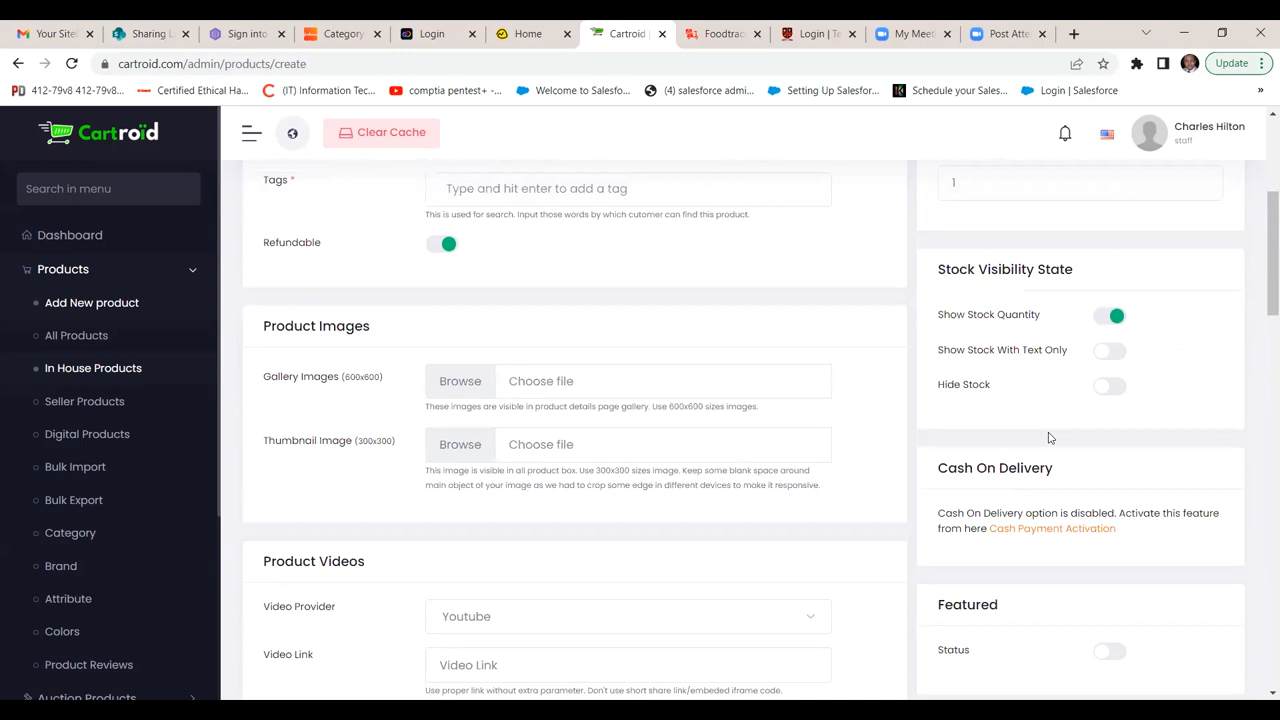 Your Site
Sharing L
Sign into
Category
Login
Home
Cartroid |
Foodtrac
Login | Te
My Meeti
Post Atte
cartroid.com/admin/products/create
Update
412-79v8 412-79v8...
Certified Ethical Ha...
(IT) Information Tec...
comptia pentest+ -...
Welcome to Salesfo...
(4) salesforce admi...
Setting Up Salesforc...
Schedule your Sales...
Login | Salesforce
»
Cartroïd
Clear Cache
Charles Hilton
staff
Search in menu
Dashboard
Products
Add New product
All Products
In House Products
Seller Products
Digital Products
Bulk Import
Bulk Export
Category
Brand
Attribute
Colors
Product Reviews
Auction Products
Tags *
Type and hit enter to add a tag
This is used for search. Input those words by which cutomer can find this product.
Refundable
Product Images
Gallery Images (600x600)
Browse Choose file
These images are visible in product details page gallery. Use 600x600 sizes images.
Thumbnail Image (300x300)
Browse Choose file
This image is visible in all product box. Use 300x300 sizes image. Keep some blank space around
main object of your image as we had to crop some edge in different devices to make it responsive.
Product Videos
Video Provider
Youtube
Video Link
Video Link
Use proper link without extra parameter. Don't use short share link/embeded iframe code.
1
Stock Visibility State
Show Stock Quantity
Show Stock With Text Only
Hide Stock
Cash On Delivery
Cash On Delivery option is disabled. Activate this feature
from here Cash Payment Activation
Featured
Status